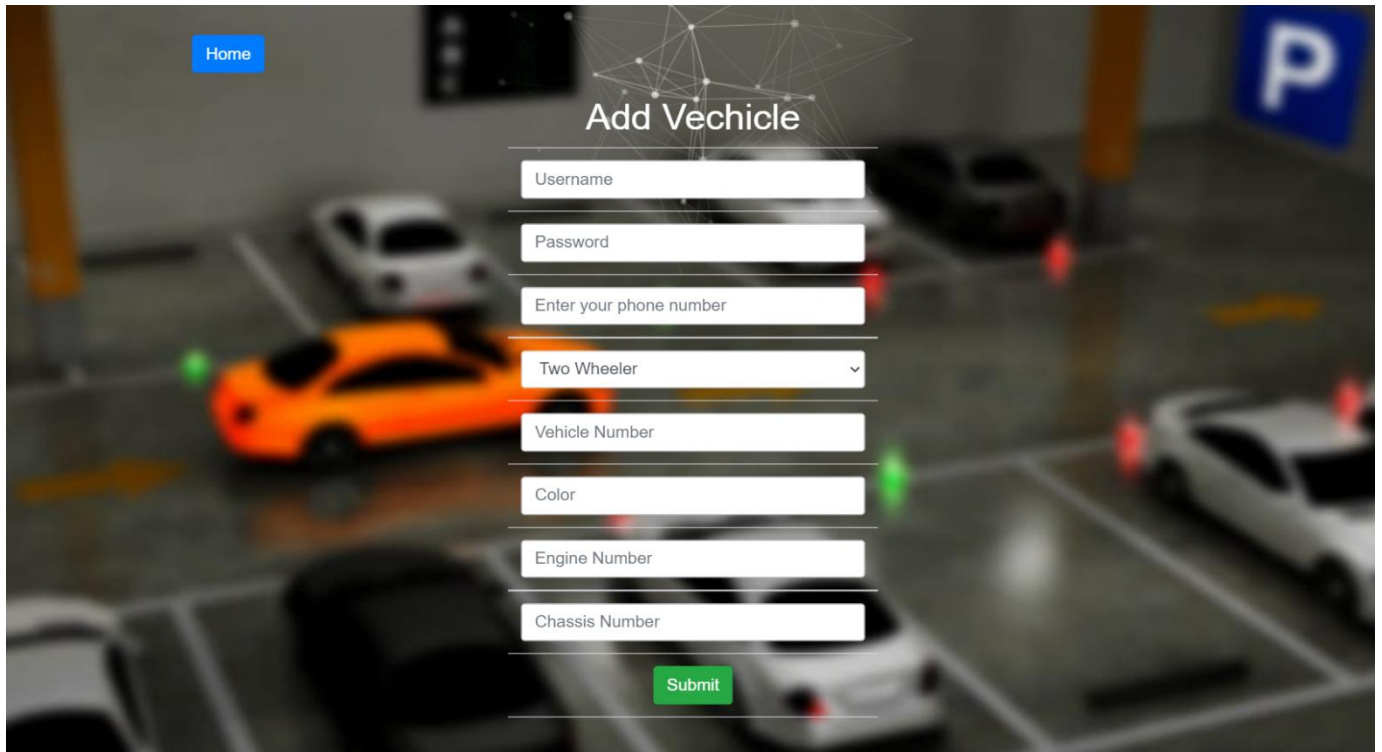 Home
P
Add Vechicle
Username
Password
Enter your phone number
Two Wheeler
Vehicle Number
Color
Engine Number
Chassis Number
Submit